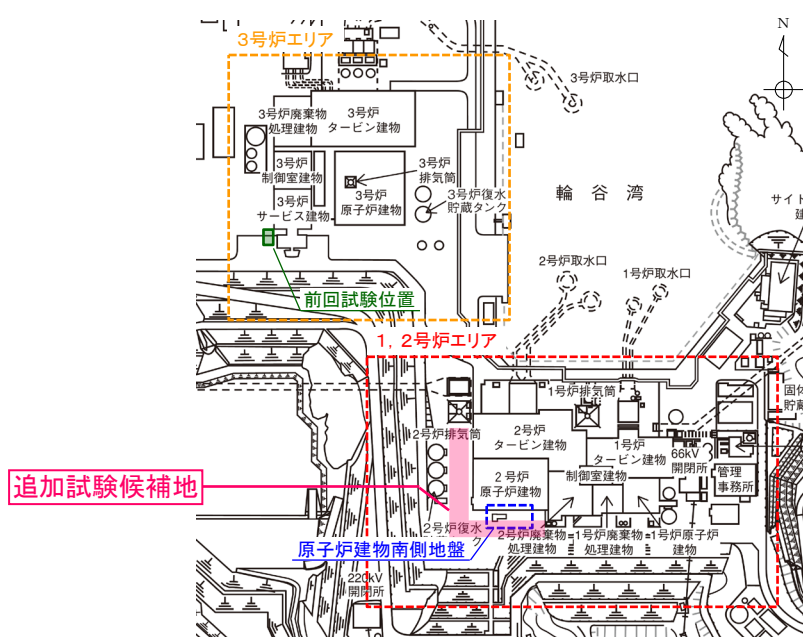 N
3号炉エリア
3号炉取水口
3号炉廃棄物
処理建物
3号炉
タービン建物
3号炉
制御室建物
3号炉
排気筒
3号炉
サービス建物
3号炉
原子炉建物
3号炉復水
貯蔵タンク
輪谷湾
サイト
2号炉取水口
1号炉取水口
前回試験位置
1,2号炉エリア
1号炉排気筒
固体
貯蔵
2号炉排気筒
2号炉
タービン建物
1号炉
タービン建物
66kV
開閉所
制御室建物
管理
事務所
2号炉
原子炉建物
追加試験候補地
2号炉復水
ク
2号炉廃棄物
処理建物
1号炉廃棄物
処理建物
1号炉原子炉
建物
原子炉建物南側地盤
220kV
開閉所